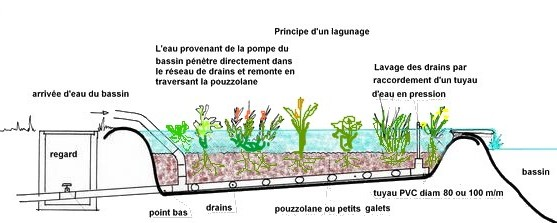 Principe d'un lagunage
L'eau provenant de la pompe du
bassin pénètre directement dans
le réseau de drains et remonte en
traversant la pouzzolane
Lavage des drains par
raccordement d'un tuyau
d'eau en pression
arrivée d'eau du bassin
regard
bassin
point bas
drains
pouzzolane ou petits galets
tuyau PVC diam 80 ou 100 m/m